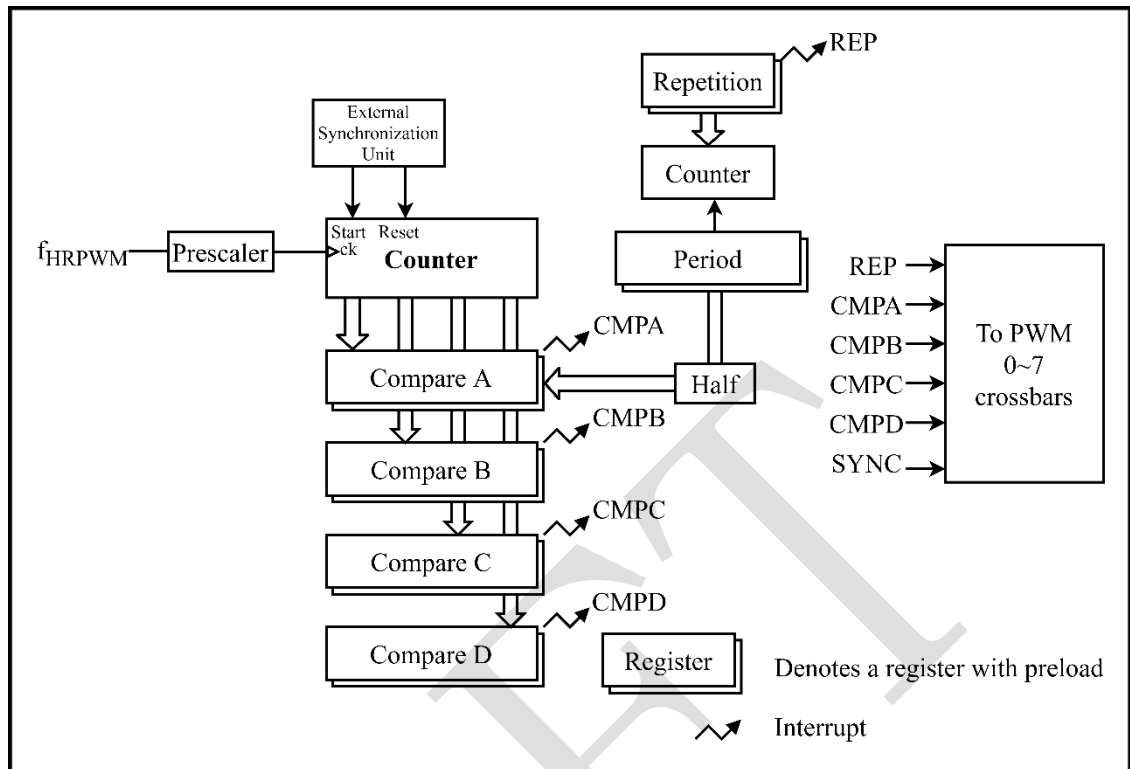 REP
Repetition
External
Synchronization
Unit
Counter
Start Reset
ck
Counter
fHRPWM
Prescaler
Period
REP
CMPA
CMPB
CMPC
CMPD
SYNC
To PWM
0~7
crossbars
CMPA
Compare A
Half
CMPB
Compare B
CMPC
Compare C
CMPD
Compare D
Register
Denotes a register with preload
Interrupt